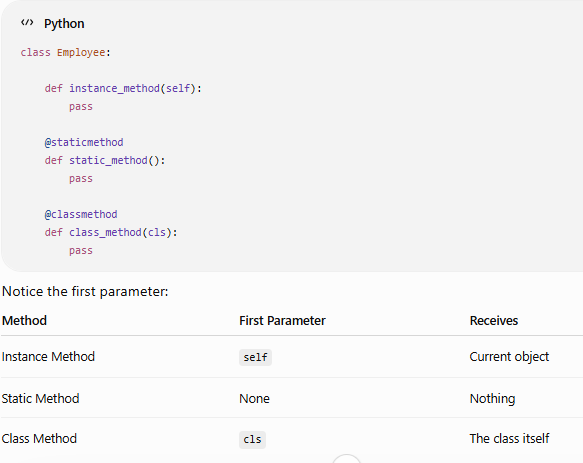 Python
class Employee:
    def instance_method(self):
        pass
    @staticmethod
    def static_method():
        pass
    @classmethod
    def class_method(cls):
        pass
Notice the first parameter:
Method First Parameter Receives
Instance Method self Current object
Static Method None Nothing
Class Method cls The class itself